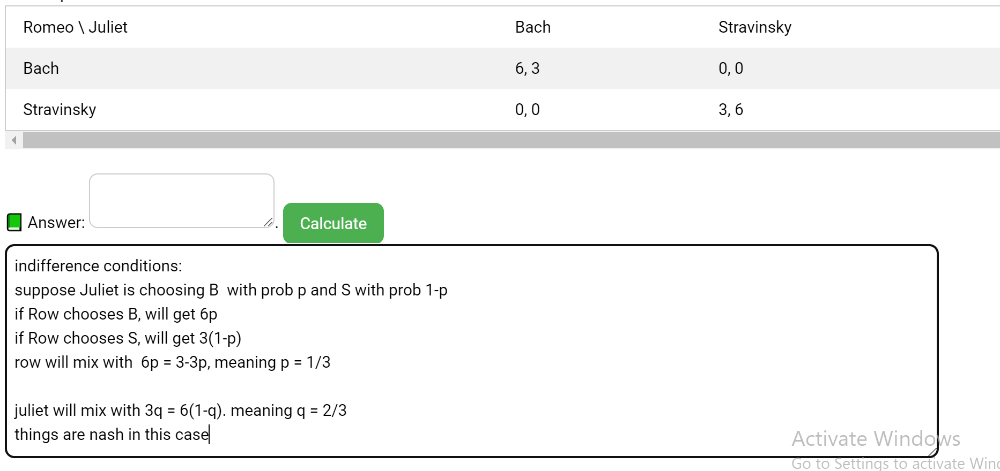 Romeo \ Juliet Bach Stravinsky
Bach 6, 3 0, 0
Stravinsky 0, 0 3, 6
Answer: . Calculate
indifference conditions:
suppose Juliet is choosing B  with prob p and S with prob 1-p
if Row chooses B, will get 6p
if Row chooses S, will get 3(1-p)
row will mix with  6p = 3-3p, meaning p = 1/3
juliet will mix with 3q = 6(1-q). meaning q = 2/3
things are nash in this case
Activate Windows
Go to Settings to activate